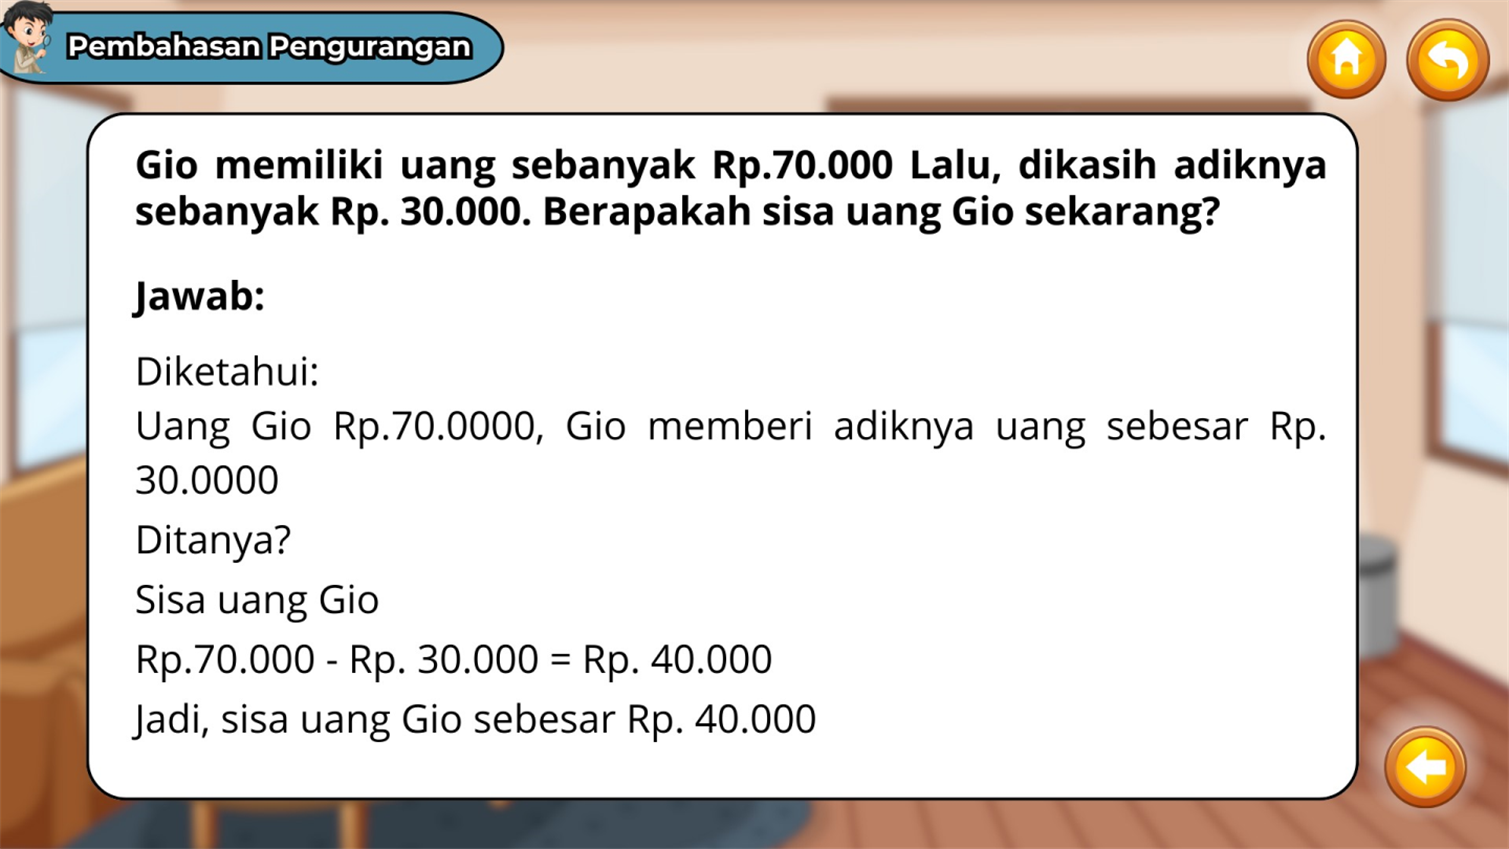 Pembahasan Pengurangan
Gio memiliki uang sebanyak Rp.70.000 Lalu, dikasih adiknya
sebanyak Rp. 30.000. Berapakah sisa uang Gio sekarang?
Jawab:
Diketahui:
Uang Gio Rp.70.0000, Gio memberi adiknya uang sebesar Rp.
30.0000
Ditanya?
Sisa uang Gio
Rp.70.000 - Rp. 30.000 = Rp. 40.000
Jadi, sisa uang Gio sebesar Rp. 40.000